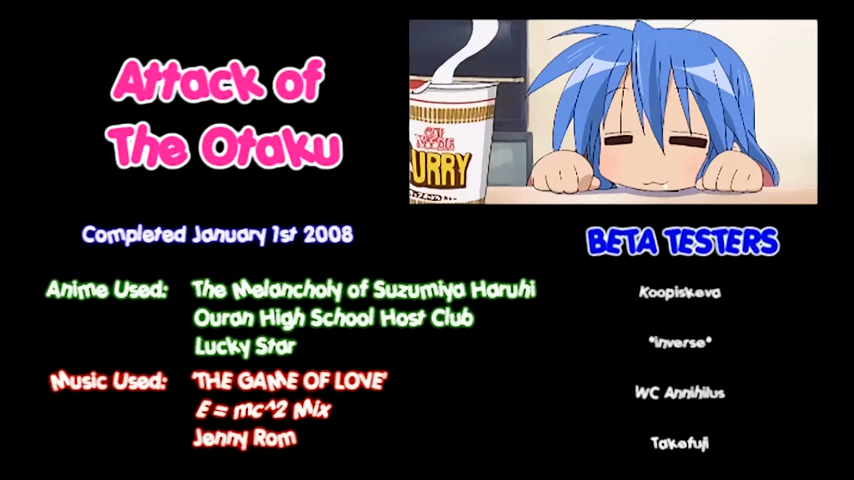 Attack of
The Otaku
CUP
NOODLE
CURRY
Completed January 1st 2008
Anime Used: The Melancholy of Suzumiya Haruhi
Ouran High School Host Club
Lucky Star
Music Used: 'THE GAME OF LOVE'
E = mc^2 Mix
Jenny Rom
BETA TESTERS
Koopiskeva
*inverse*
WC Annihilus
Takefuji